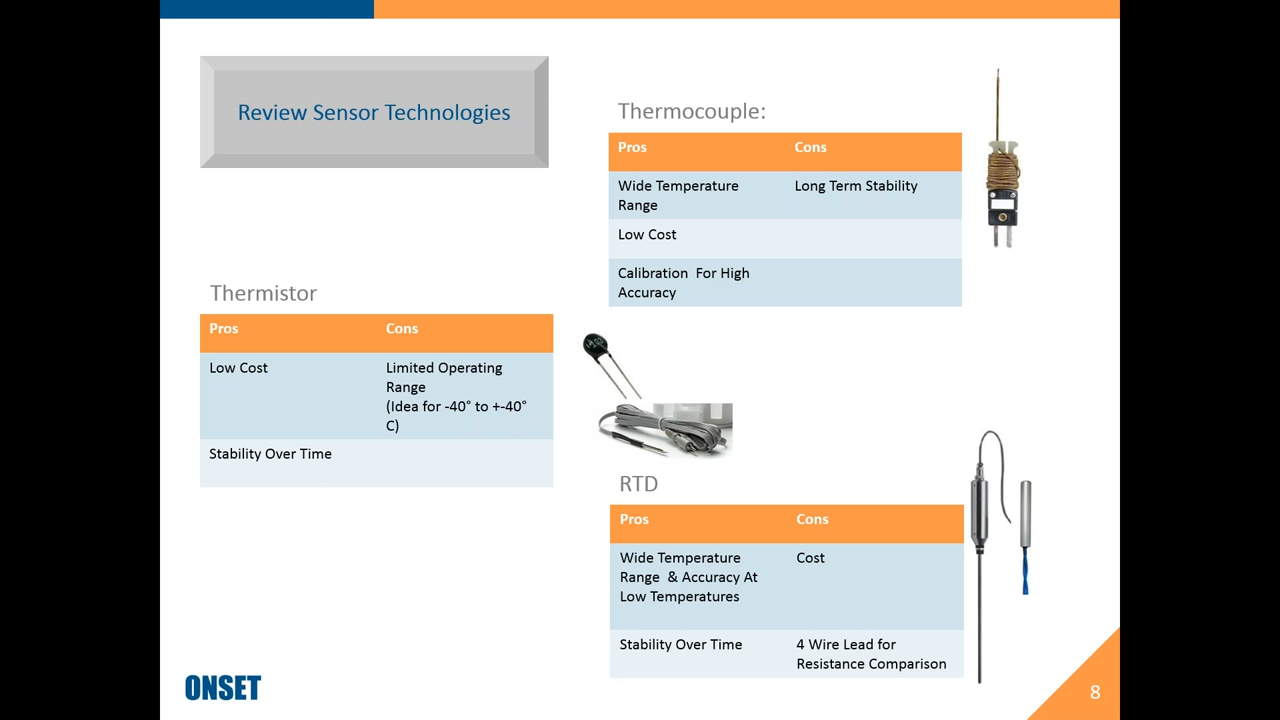 Review Sensor Technologies
Thermocouple:
Pros Cons
Wide Temperature Long Term Stability
Range
Low Cost
Calibration For High
Accuracy
Thermistor
Pros Cons
Low Cost Limited Operating
Range
(Idea for -40° to +-40°
C)
Stability Over Time
RTD
Pros Cons
Wide Temperature Cost
Range & Accuracy At
Low Temperatures
Stability Over Time 4 Wire Lead for
Resistance Comparison
ONSET
8